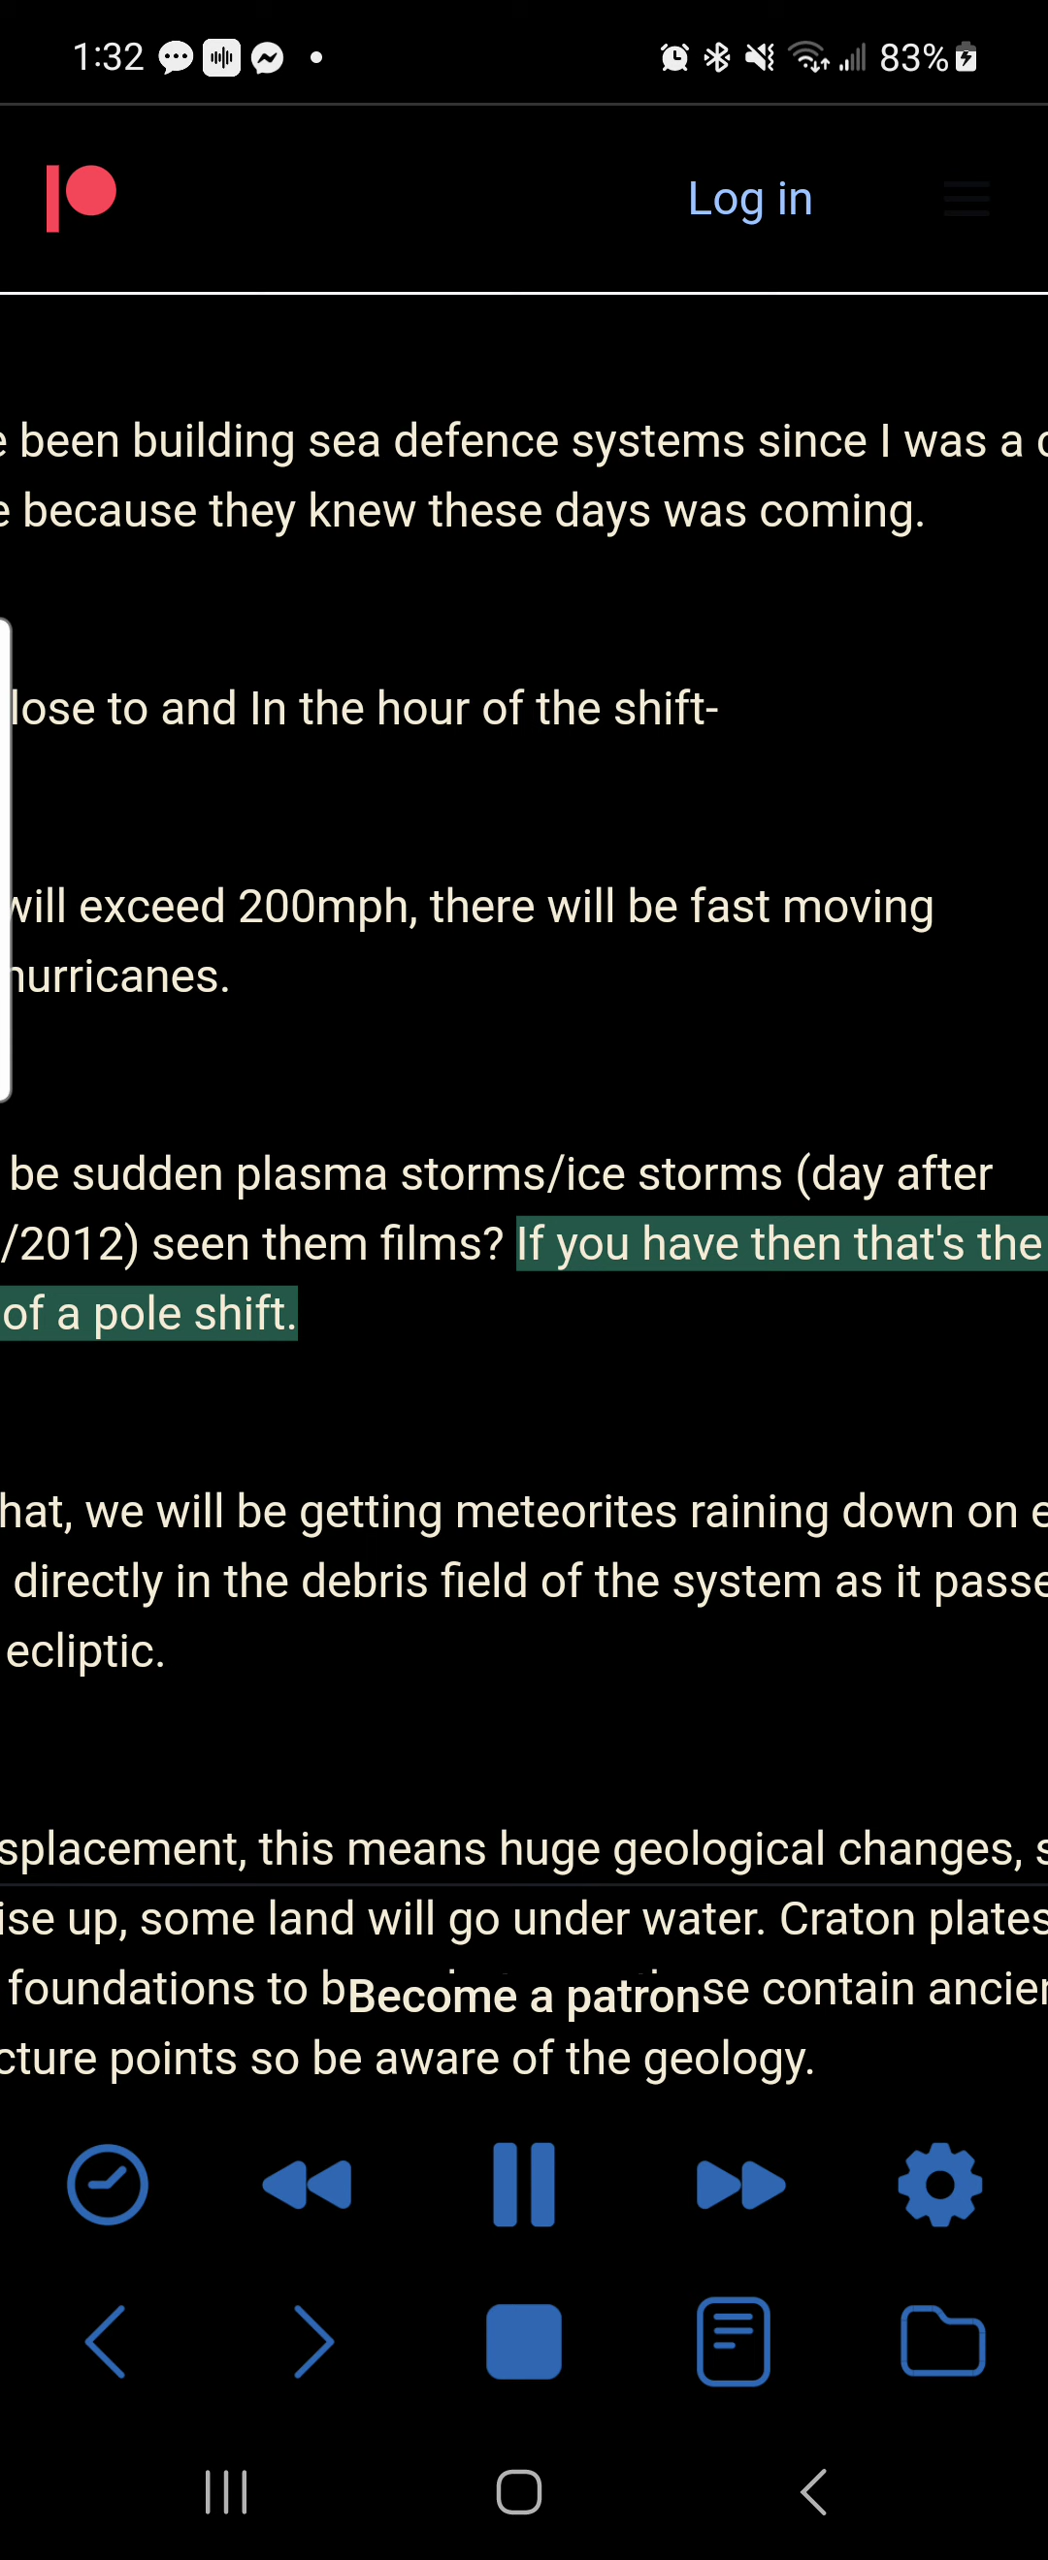 1:32
83%
Log in
been building sea defence systems since I was a
because they knew these days was coming.
lose to and In the hour of the shift-
will exceed 200mph, there will be fast moving
hurricanes.
be sudden plasma storms/ice storms (day after
/2012) seen them films? If you have then that's the
of a pole shift.
hat, we will be getting meteorites raining down on
directly in the debris field of the system as it passe
ecliptic.
splacement, this means huge geological changes,
ise up, some land will go under water. Craton plates
foundations to b
Become a patron
se contain ancien
cture points so be aware of the geology.